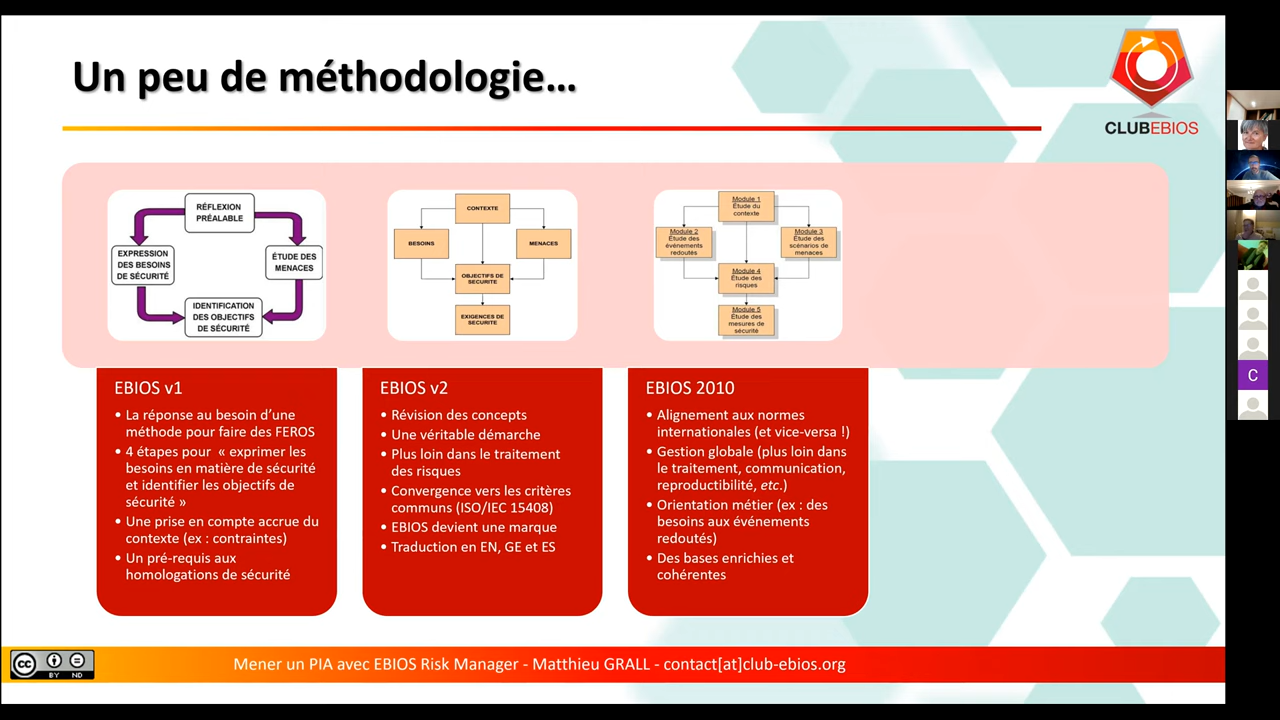 Un peu de méthodologie...
CLUBEBIOS
RÉFLEXION
PRÉALABLE
EXPRESSION
DES BESOINS
DE SÉCURITÉ
ÉTUDE DES
MENACES
IDENTIFICATION
DES OBJECTIFS
DE SÉCURITÉ
CONTEXTE
BESOINS
MENACES
OBJECTIFS DE
SECURITE
EXIGENCES DE
SECURITE
Module 1
Étude du
contexte
Module 2
Étude des
événements
redoutés
Module 3
Étude des
scénarios de
menaces
Module 4
Étude des
risques
Module 5
Étude des
mesures de
sécurité
EBIOS v1
• La réponse au besoin d’une
méthode pour faire des FEROS
• 4 étapes pour « exprimer les
besoins en matière de sécurité
et identifier les objectifs de
sécurité »
• Une prise en compte accrue du
contexte (ex : contraintes)
• Un pré-requis aux
homologations de sécurité
EBIOS v2
• Révision des concepts
• Une véritable démarche
• Plus loin dans le traitement
des risques
• Convergence vers les critères
communs (ISO/IEC 15408)
• EBIOS devient une marque
• Traduction en EN, GE et ES
EBIOS 2010
• Alignement aux normes
internationales (et vice-versa !)
• Gestion globale (plus loin dans
le traitement, communication,
reproductibilité, etc.)
• Orientation métier (ex : des
besoins aux événements
redoutés)
• Des bases enrichies et
cohérentes
C
cc
BY ND
Mener un PIA avec EBIOS Risk Manager - Matthieu GRALL - contact[at]club-ebios.org